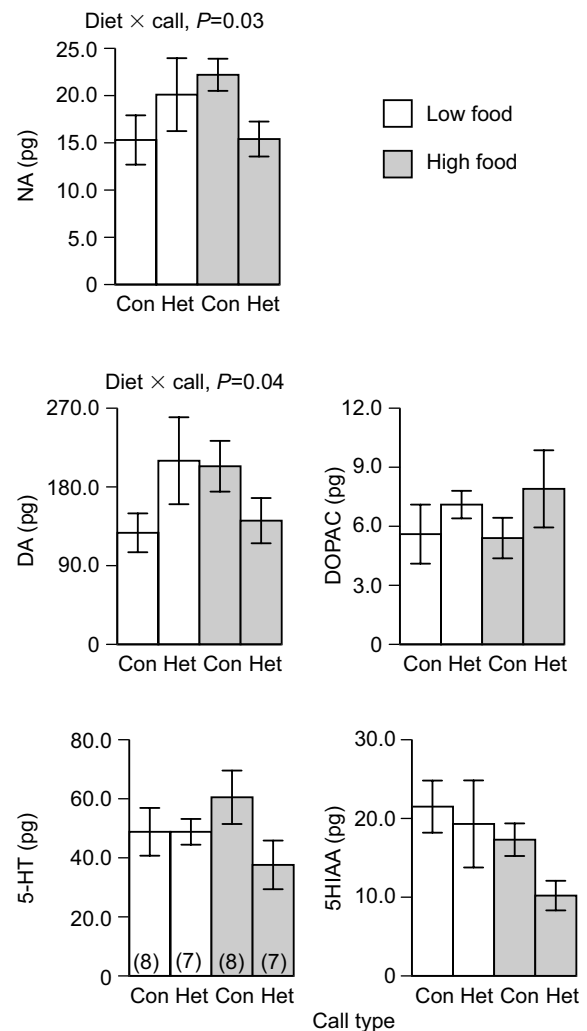 Diet × call, P=0.03
NA (pg)
25.0
20.0
15.0
10.0
5.0
0
Con Het Con Het
Low food
High food
Diet × call, P=0.04
DA (pg)
270.0
180.0
90.0
0
Con Het Con Het
DOPAC (pg)
12.0
9.0
6.0
3.0
0
Con Het Con Het
5-HT (pg)
80.0
60.0
40.0
20.0
0
(8) (7) (8) (7)
Con Het Con Het
5HIAA (pg)
30.0
20.0
10.0
0
Con Het Con Het
Call type